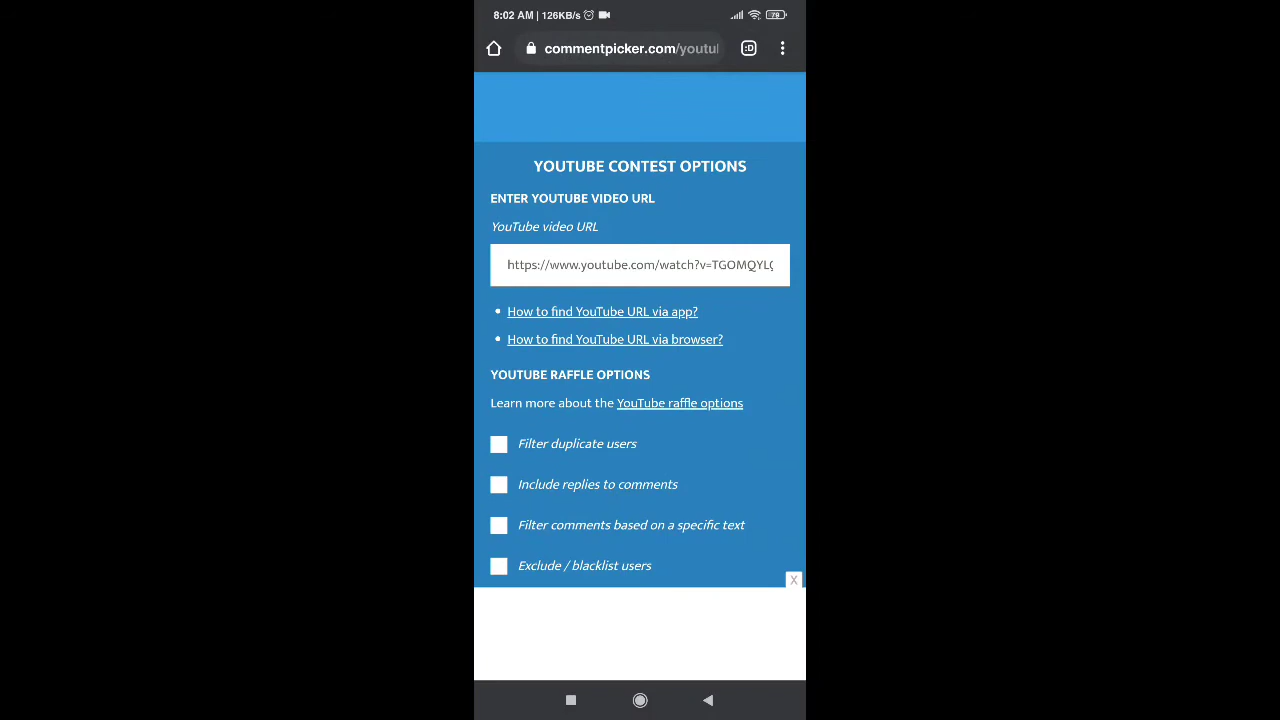 8:02 AM | 126KB/s
79
commentpicker.com/youtu
:D
YOUTUBE CONTEST OPTIONS
ENTER YOUTUBE VIDEO URL
YouTube video URL
https://www.youtube.com/watch?v=TGOMQYL
How to find YouTube URL via app?
How to find YouTube URL via browser?
YOUTUBE RAFFLE OPTIONS
Learn more about the YouTube raffle options
Filter duplicate users
Include replies to comments
Filter comments based on a specific text
Exclude / blacklist users
X